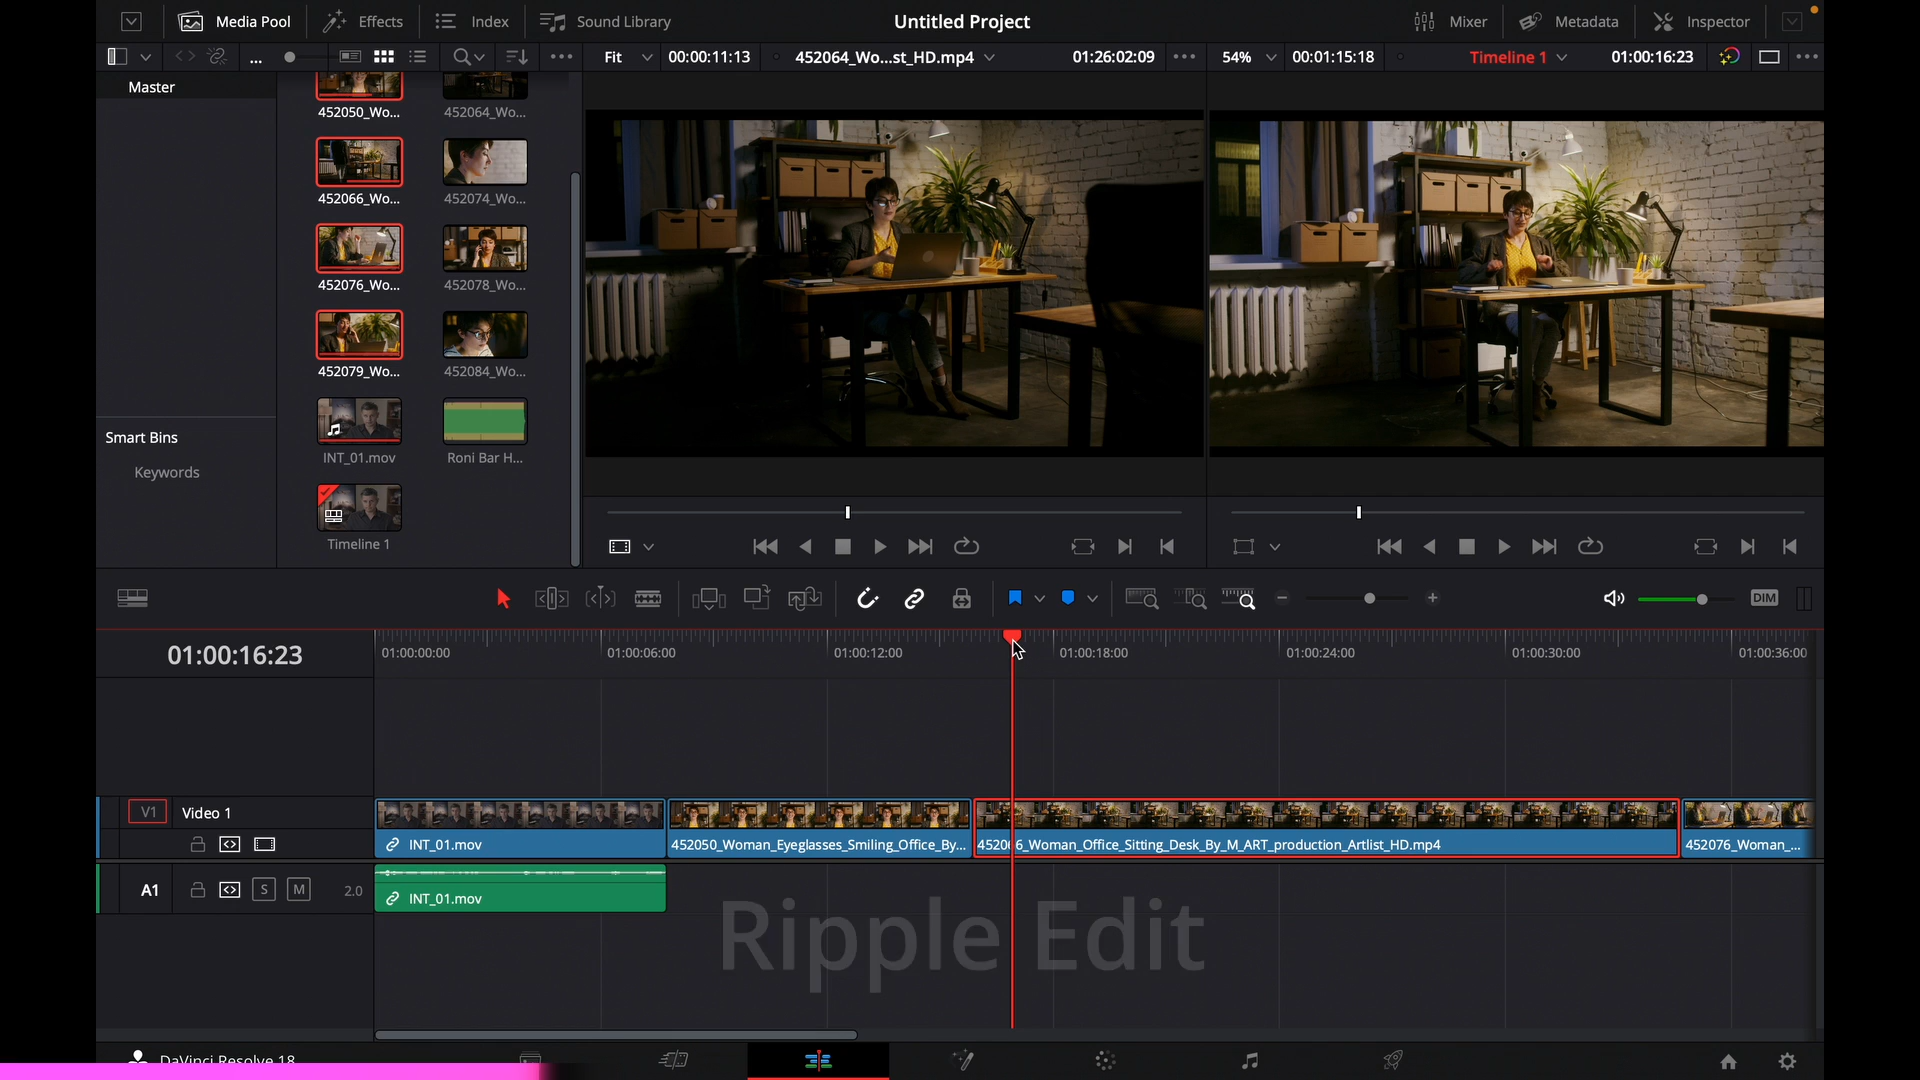 Media Pool
Effects
Index
Sound Library
Untitled Project
Mixer
Metadata
Inspector
...
Fit
00:00:11:13
452064_Wo...st_HD.mp4
01:26:02:09
54%
00:01:15:18
Timeline 1
01:00:16:23
Master
452050_Wo...
452064_Wo...
452066_Wo...
452074_Wo...
452076_Wo...
452078_Wo...
452079_Wo...
452084_Wo...
Smart Bins
Keywords
INT_01.mov
Roni Bar H...
Timeline 1
DIM
01:00:16:23
01:00:00:00
01:00:06:00
01:00:12:00
01:00:18:00
01:00:24:00
01:00:30:00
01:00:36:00
V1
Video 1
INT_01.mov
452050_Woman_Eyeglasses_Smiling_Office_By...
452066_Woman_Office_Sitting_Desk_By_M_ART_production_Artlist_HD.mp4
452076_Woman_...
A1
S
M
2.0
INT_01.mov
Ripple Edit
DaVinci Resolve 18